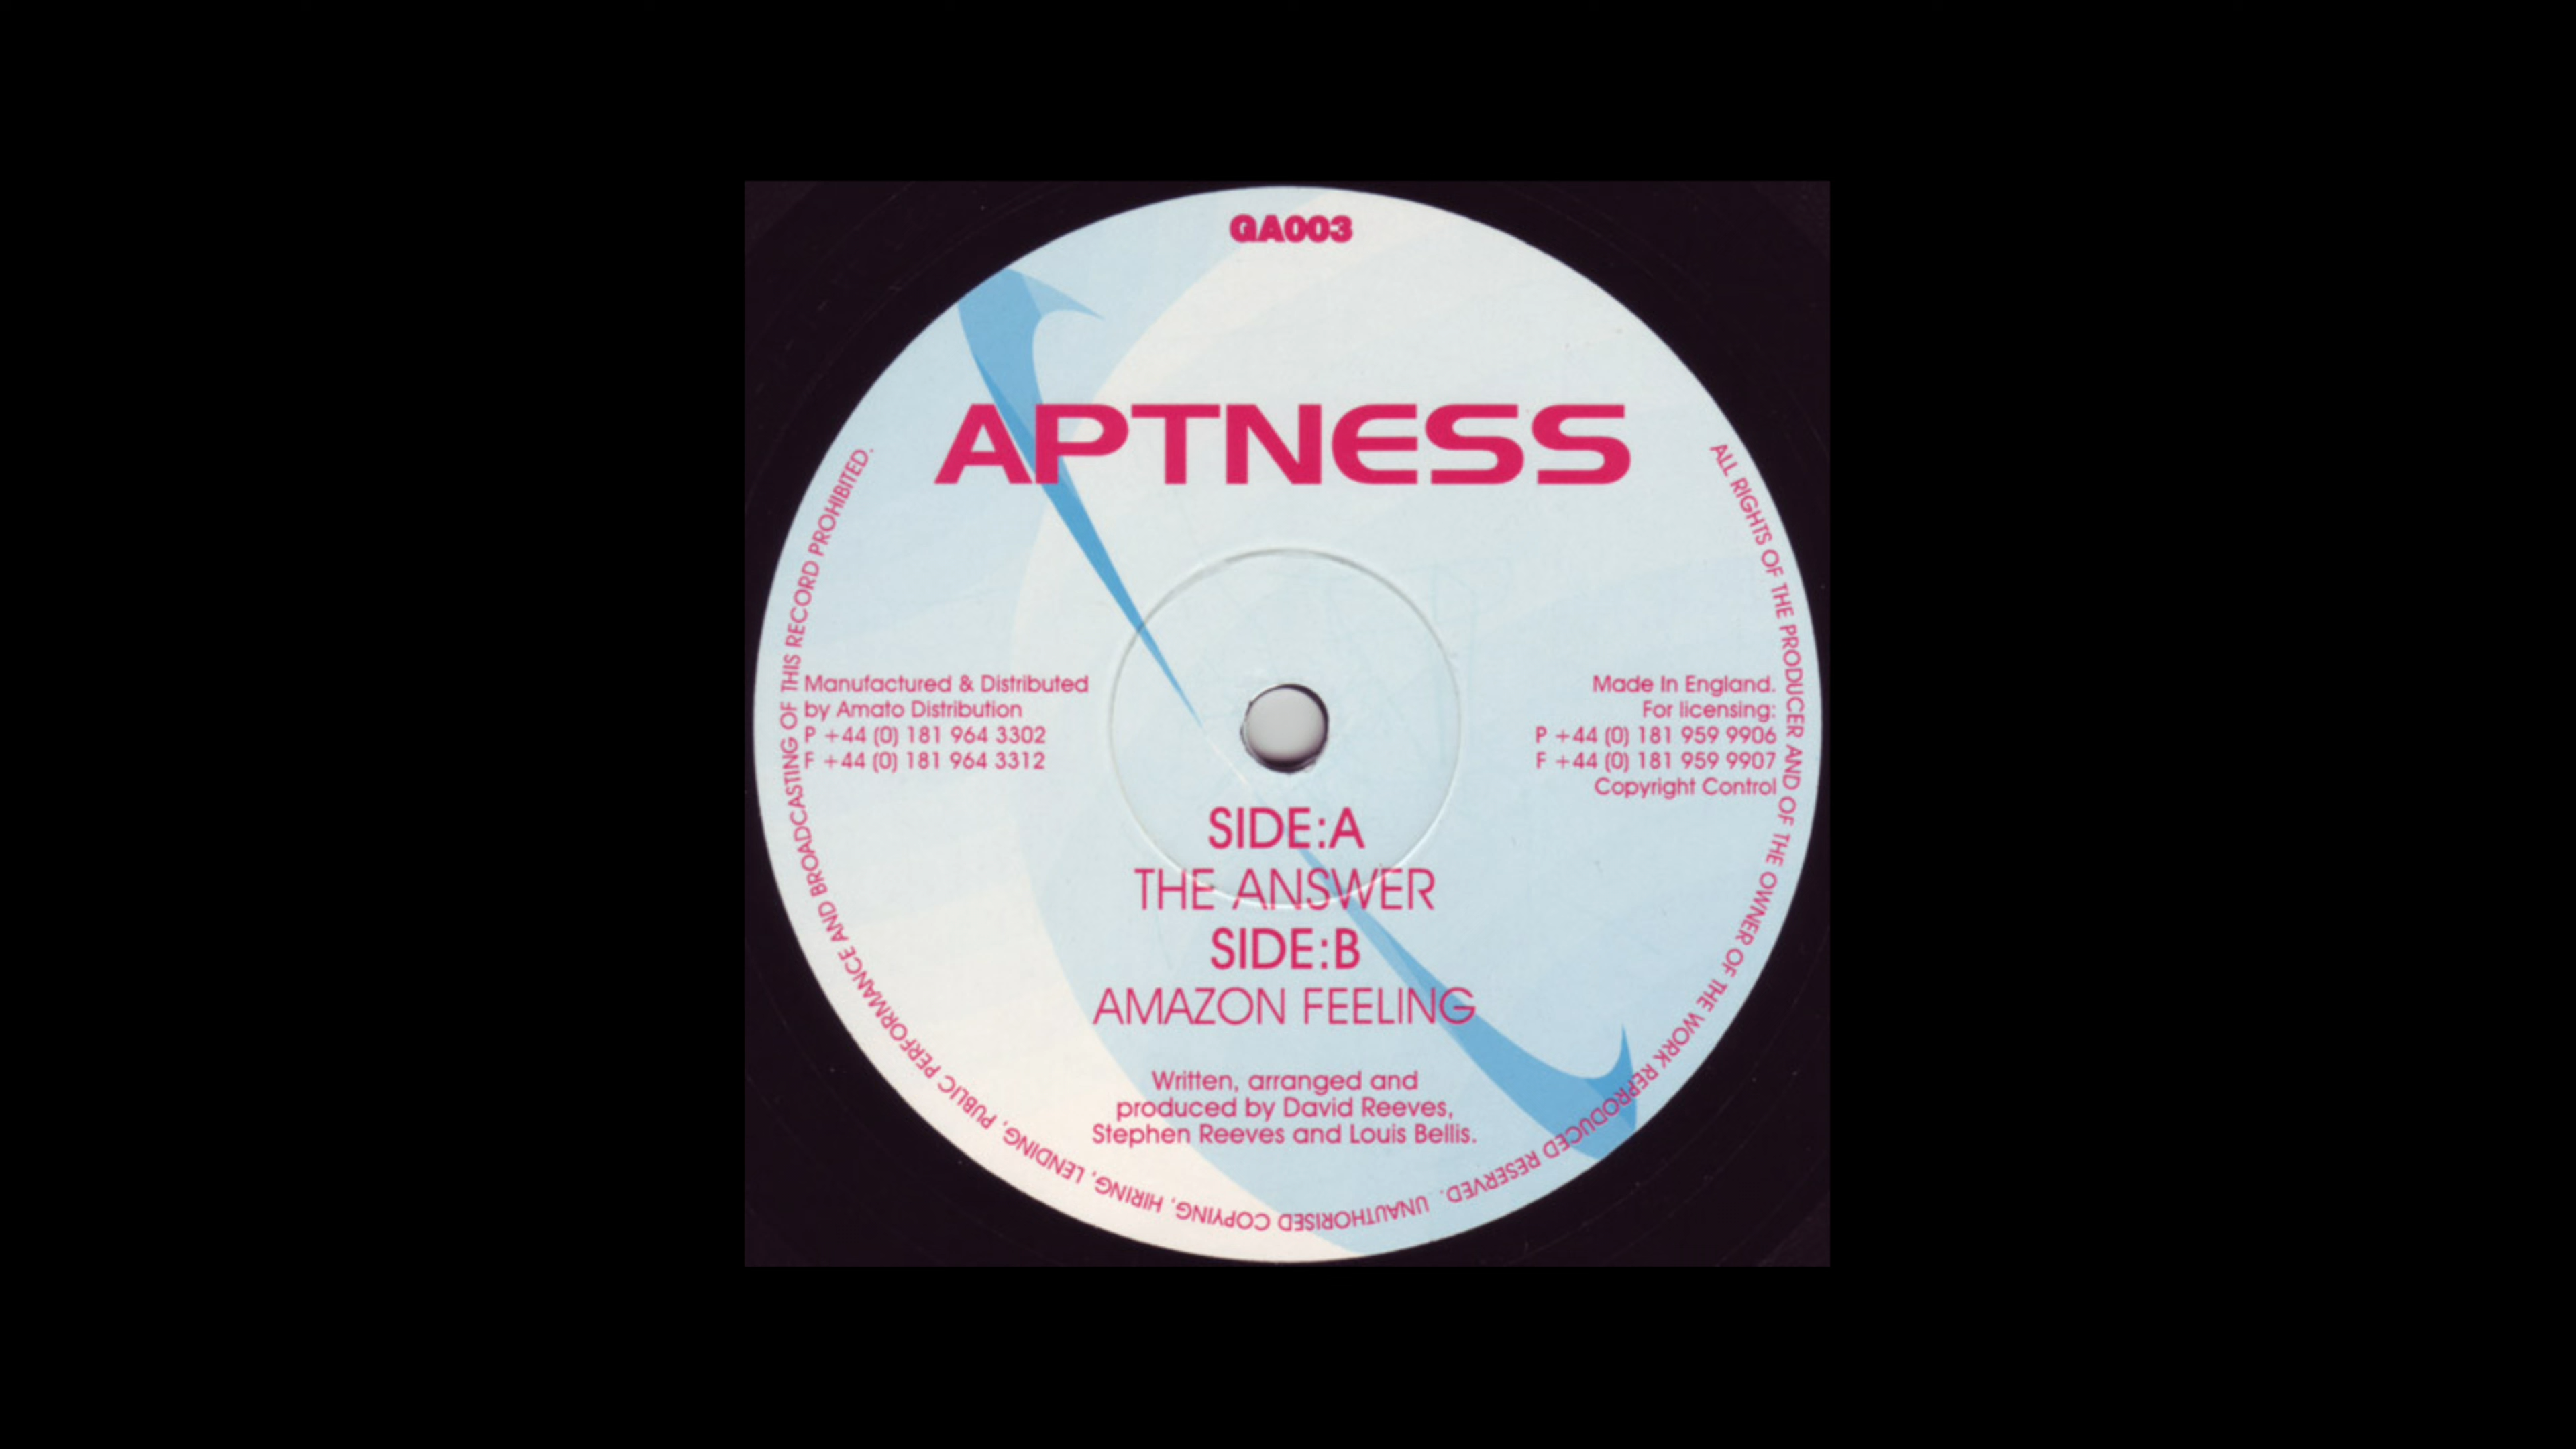 QA003
APTNESS
Manufactured & Distributed
by Amato Distribution
P +44 (0) 181 964 3302
F +44 (0) 181 964 3312
Made In England.
For licensing:
P +44 (0) 181 959 9906
F +44 (0) 181 959 9907
Copyright Control
SIDE:A
THE ANSWER
SIDE:B
AMAZON FEELING
Written, arranged and
produced by David Reeves,
Stephen Reeves and Louis Bellis.
ALL RIGHTS OF THE PRODUCER AND OF THE OWNER OF THE WORK REPRODUCED RESERVED. UNAUTHORISED COPYING, HIRING, LENDING, PUBLIC PERFORMANCE AND BROADCASTING OF THIS RECORD PROHIBITED.